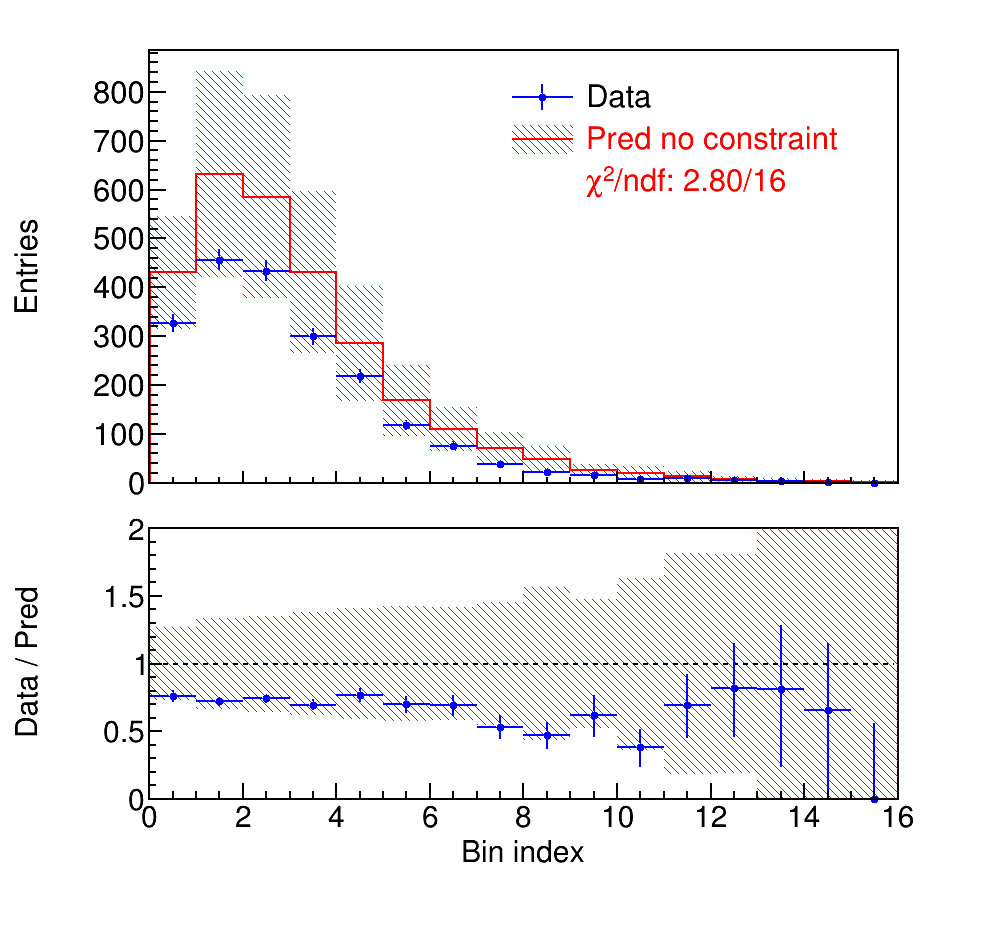 Entries
800
700
600
500
400
300
200
100
0
Data
Pred no constraint
χ²/ndf: 2.80/16
Data / Pred
2
1.5
1
0.5
0
0 2 4 6 8 10 12 14 16
Bin index